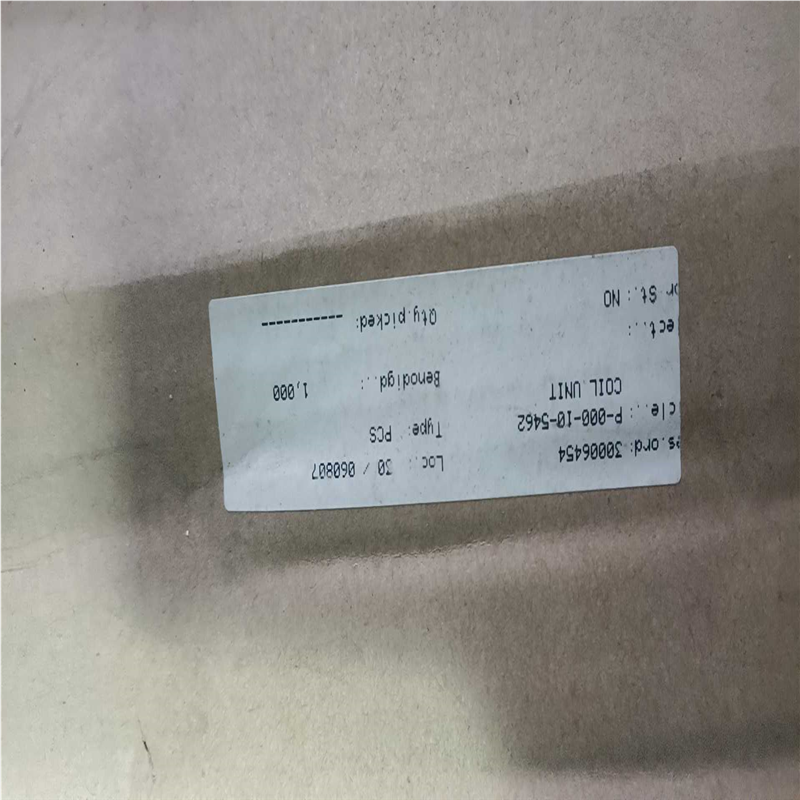 es.ord: 30006454 Loc.: 30 / 060807
cle.: P-000-10-5462 Type: PCS
COIL UNIT Benodigd..: 1,000
ect..:
or St.: NO Qty.picked: -----------